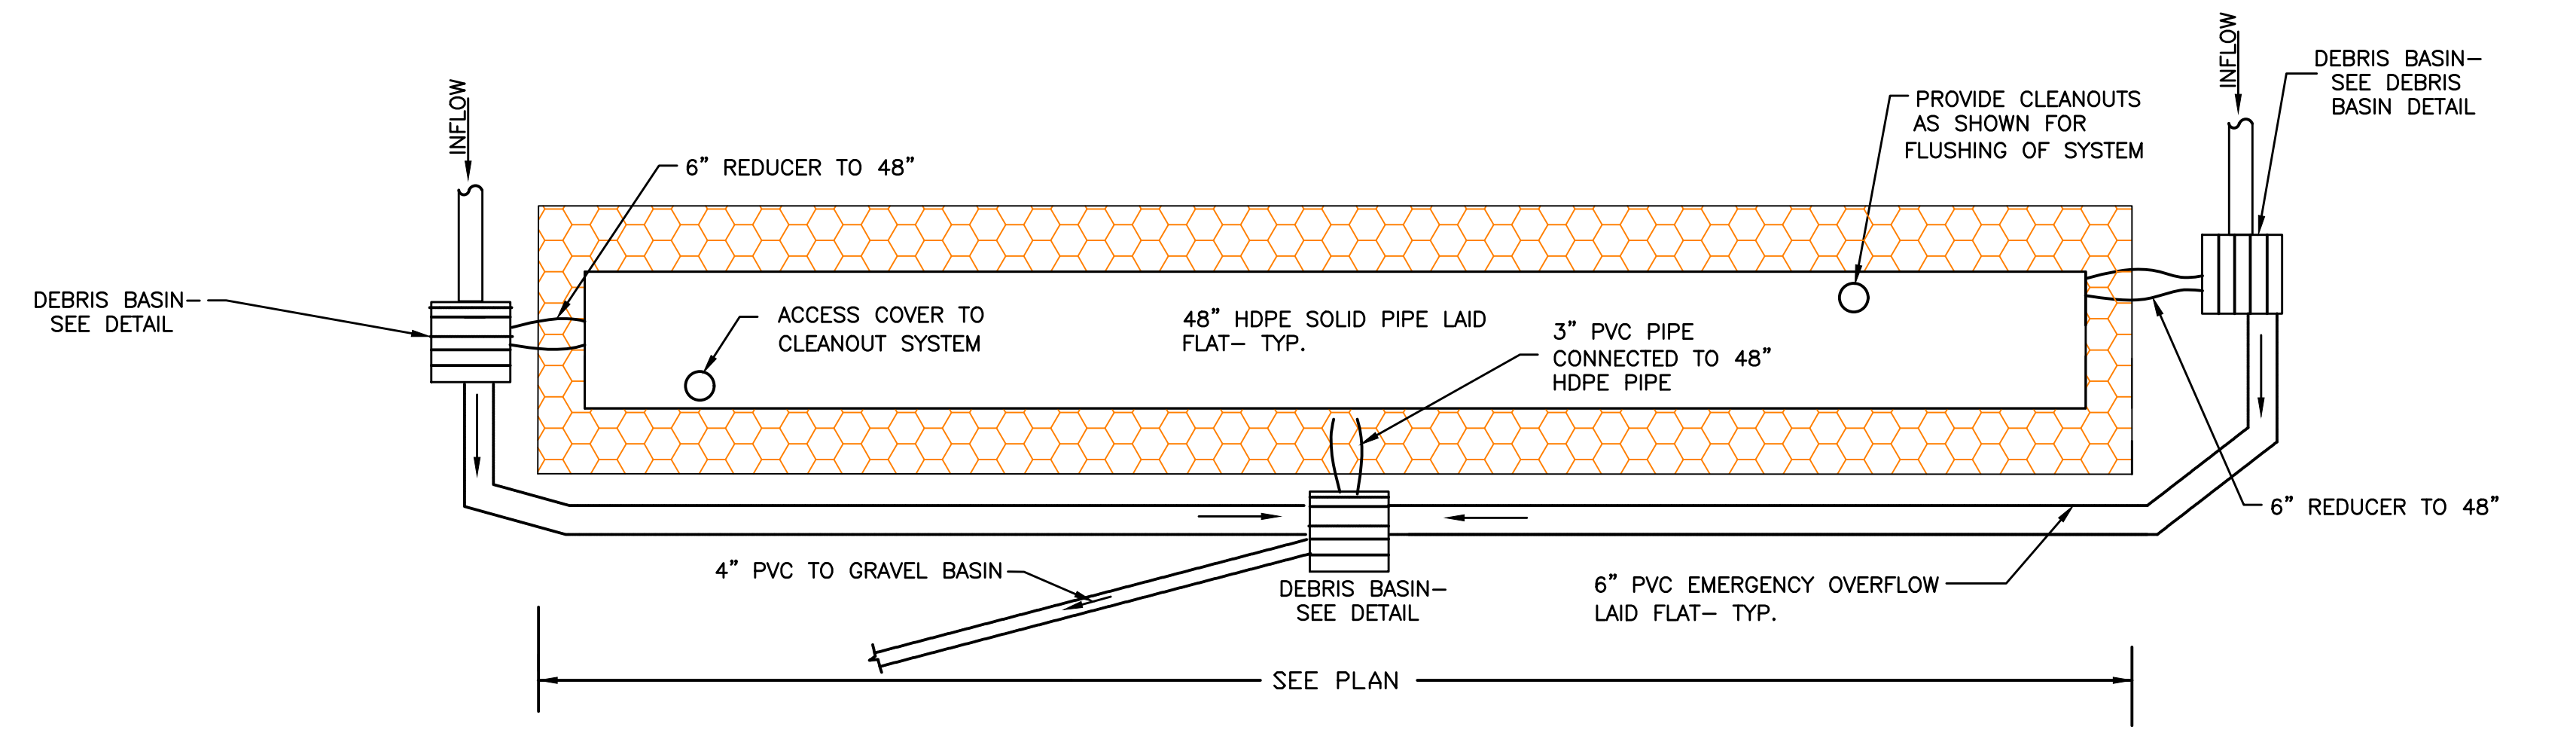 INFLOW
INFLOW
DEBRIS BASIN–
SEE DEBRIS
BASIN DETAIL
PROVIDE CLEANOUTS
AS SHOWN FOR
FLUSHING OF SYSTEM
6" REDUCER TO 48"
DEBRIS BASIN–
SEE DETAIL
ACCESS COVER TO
CLEANOUT SYSTEM
48" HDPE SOLID PIPE LAID
FLAT– TYP.
3" PVC PIPE
CONNECTED TO 48"
HDPE PIPE
6" REDUCER TO 48"
4" PVC TO GRAVEL BASIN
DEBRIS BASIN–
SEE DETAIL
6" PVC EMERGENCY OVERFLOW
LAID FLAT– TYP.
SEE PLAN